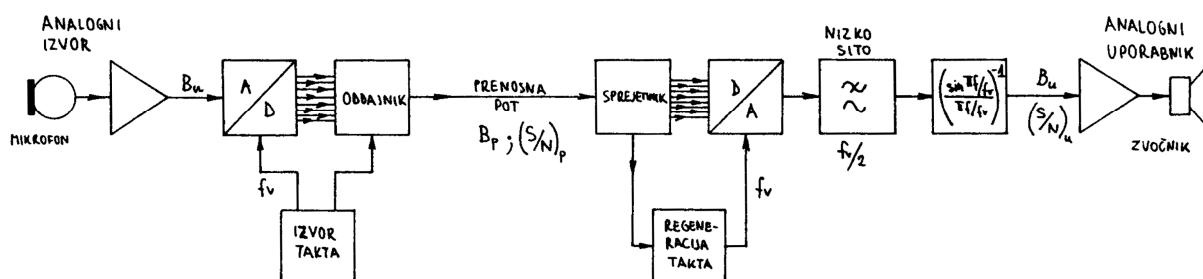 ANALOGNI
IZVOR
MIKROFON
Bu
A
D
ODDAJNIK
fv
IZVOR
TAKTA
PRENOSNA
POT
Bp ; (S/N)p
SPREJEMNIK
D
A
fv
REGENE-
RACIJA
TAKTA
NIZKO
SITO
fv/2
(sin πf/fv / πf/fv)^-1
Bu
(S/N)u
ANALOGNI
UPORABNIK
ZVOČNIK